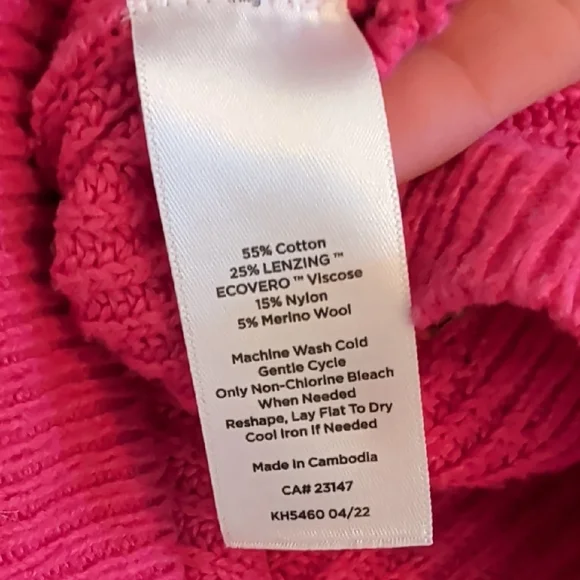 55% Cotton
25% LENZING™
ECOVERO™ Viscose
15% Nylon
5% Merino Wool
Machine Wash Cold
Gentle Cycle
Only Non-Chlorine Bleach
When Needed
Reshape, Lay Flat To Dry
Cool Iron If Needed
Made in Cambodia
CA# 23147
KH5460 04/22